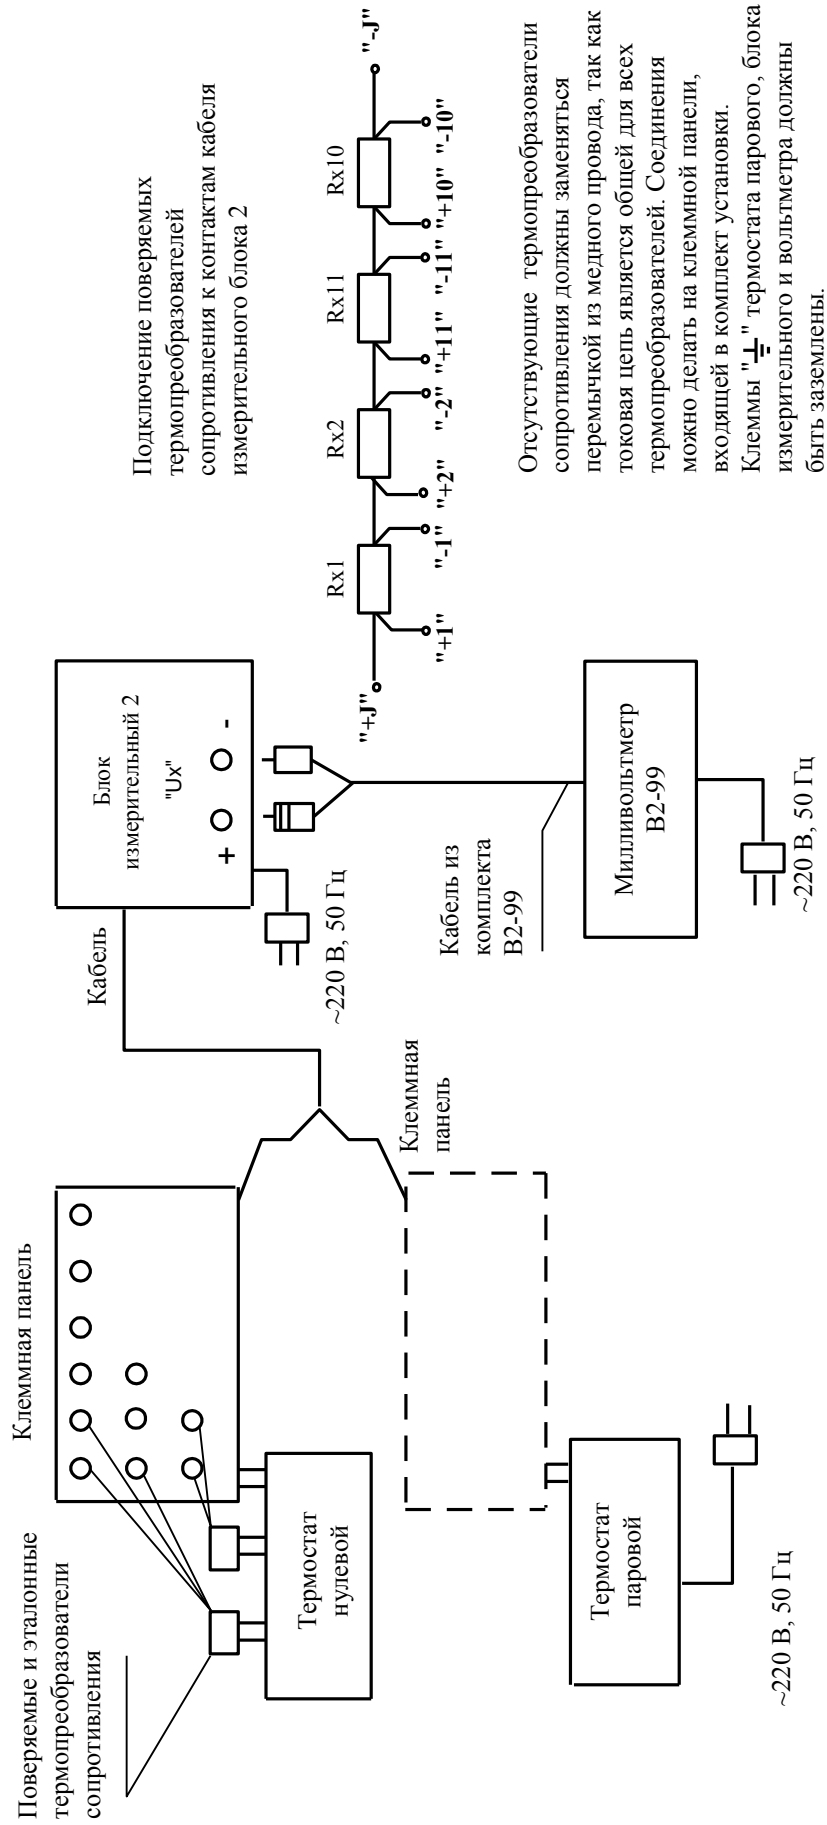 Поверяемые и эталонные
термопреобразователи
сопротивления
Клеммная панель
Термостат
нулевой
Термостат
паровой
~220 В, 50 Гц
Клеммная
панель
Кабель
Блок
измерительный 2
"Ux"
+ -
~220 В, 50 Гц
Кабель из
комплекта
В2-99
Милливольтметр
В2-99
~220 В, 50 Гц
Подключение поверяемых
термопреобразователей
сопротивления к контактам кабеля
измерительного блока 2
Rx1 Rx2 Rx11 Rx10
"+J" "-J"
"+1" "-1" "+2" "-2" "+11" "-11" "+10" "-10"
Отсутствующие термопреобразователи
сопротивления должны заменяться
перемычкой из медного провода, так как
токовая цепь является общей для всех
термопреобразователей. Соединения
можно делать на клеммной панели,
входящей в комплект установки.
Клеммы "⏚" термостата парового, блока
измерительного и вольтметра должны
быть заземлены.